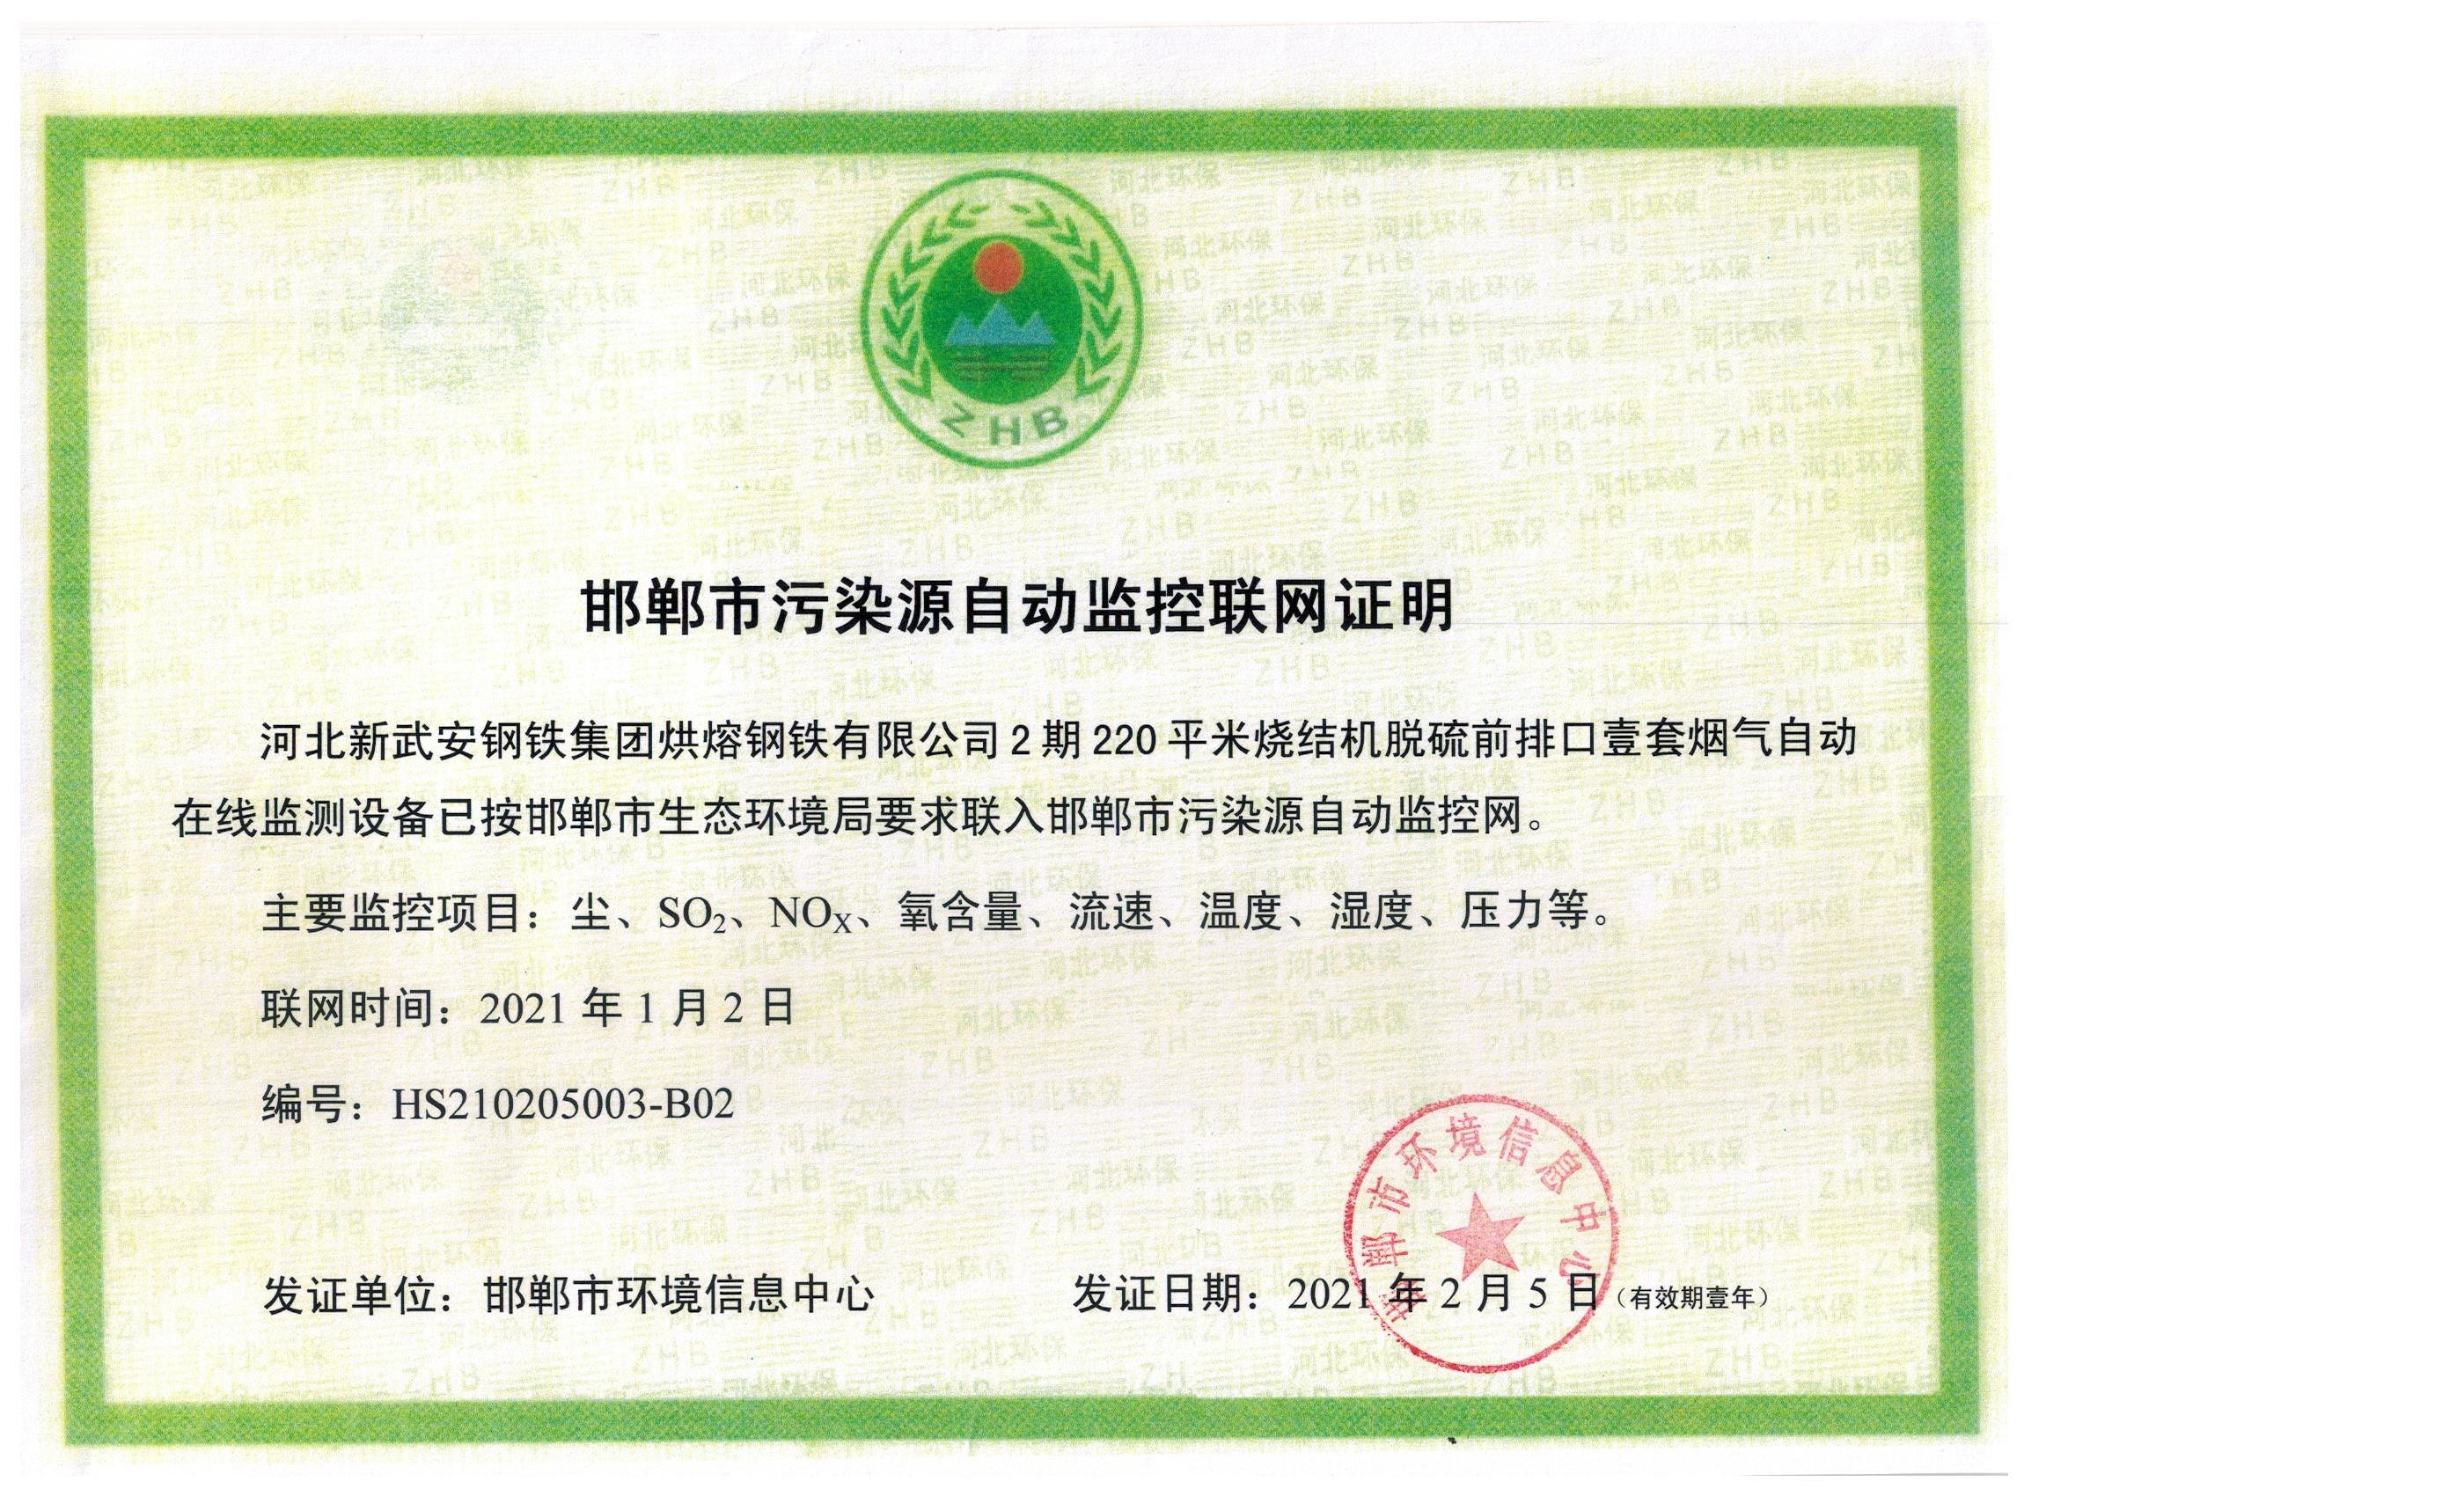 ZHB
邯郸市污染源自动监控联网证明
河北新武安钢铁集团烘熔钢铁有限公司2期220平米烧结机脱硫前排口壹套烟气自动
在线监测设备已按邯郸市生态环境局要求联入邯郸市污染源自动监控网。
主要监控项目：尘、SO₂、NOX、氧含量、流速、温度、湿度、压力等。
联网时间：2021年1月2日
编号：HS210205003-B02
邯郸市环境信息中心
发证单位：邯郸市环境信息中心 发证日期：2021年2月5日（有效期壹年）